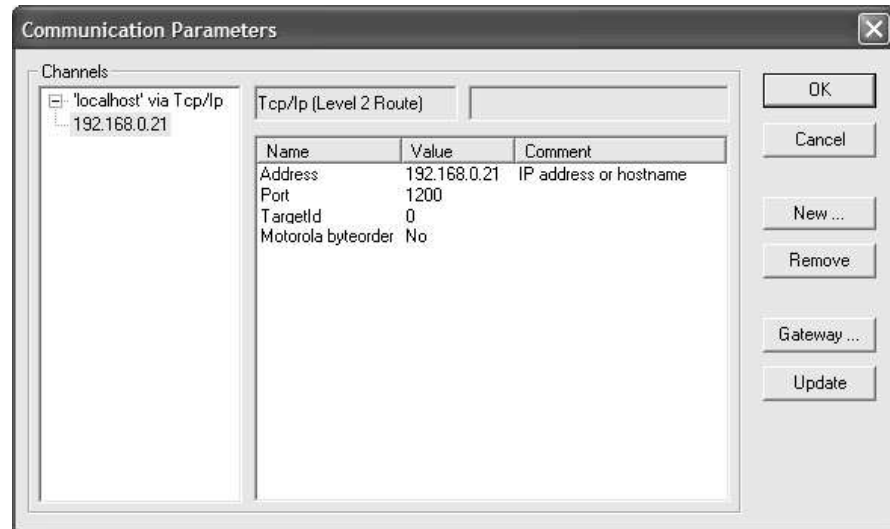 Communication Parameters
Channels
'localhost' via Tcp/Ip
192.168.0.21
Tcp/Ip (Level 2 Route)
Name Value Comment
Address 192.168.0.21 IP address or hostname
Port 1200
TargetId 0
Motorola byteorder No
OK
Cancel
New ...
Remove
Gateway ...
Update